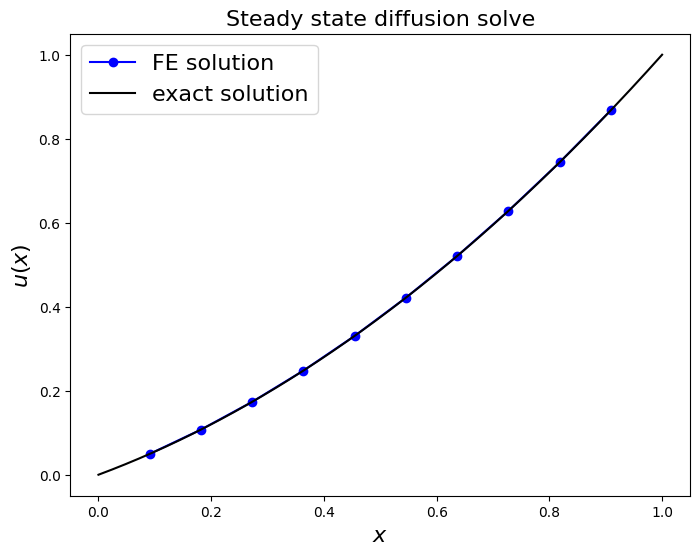 Steady state diffusion solve
FE solution
exact solution
1.0
0.8
0.6
0.4
0.2
0.0
u(x)
0.0 0.2 0.4 0.6 0.8 1.0
x